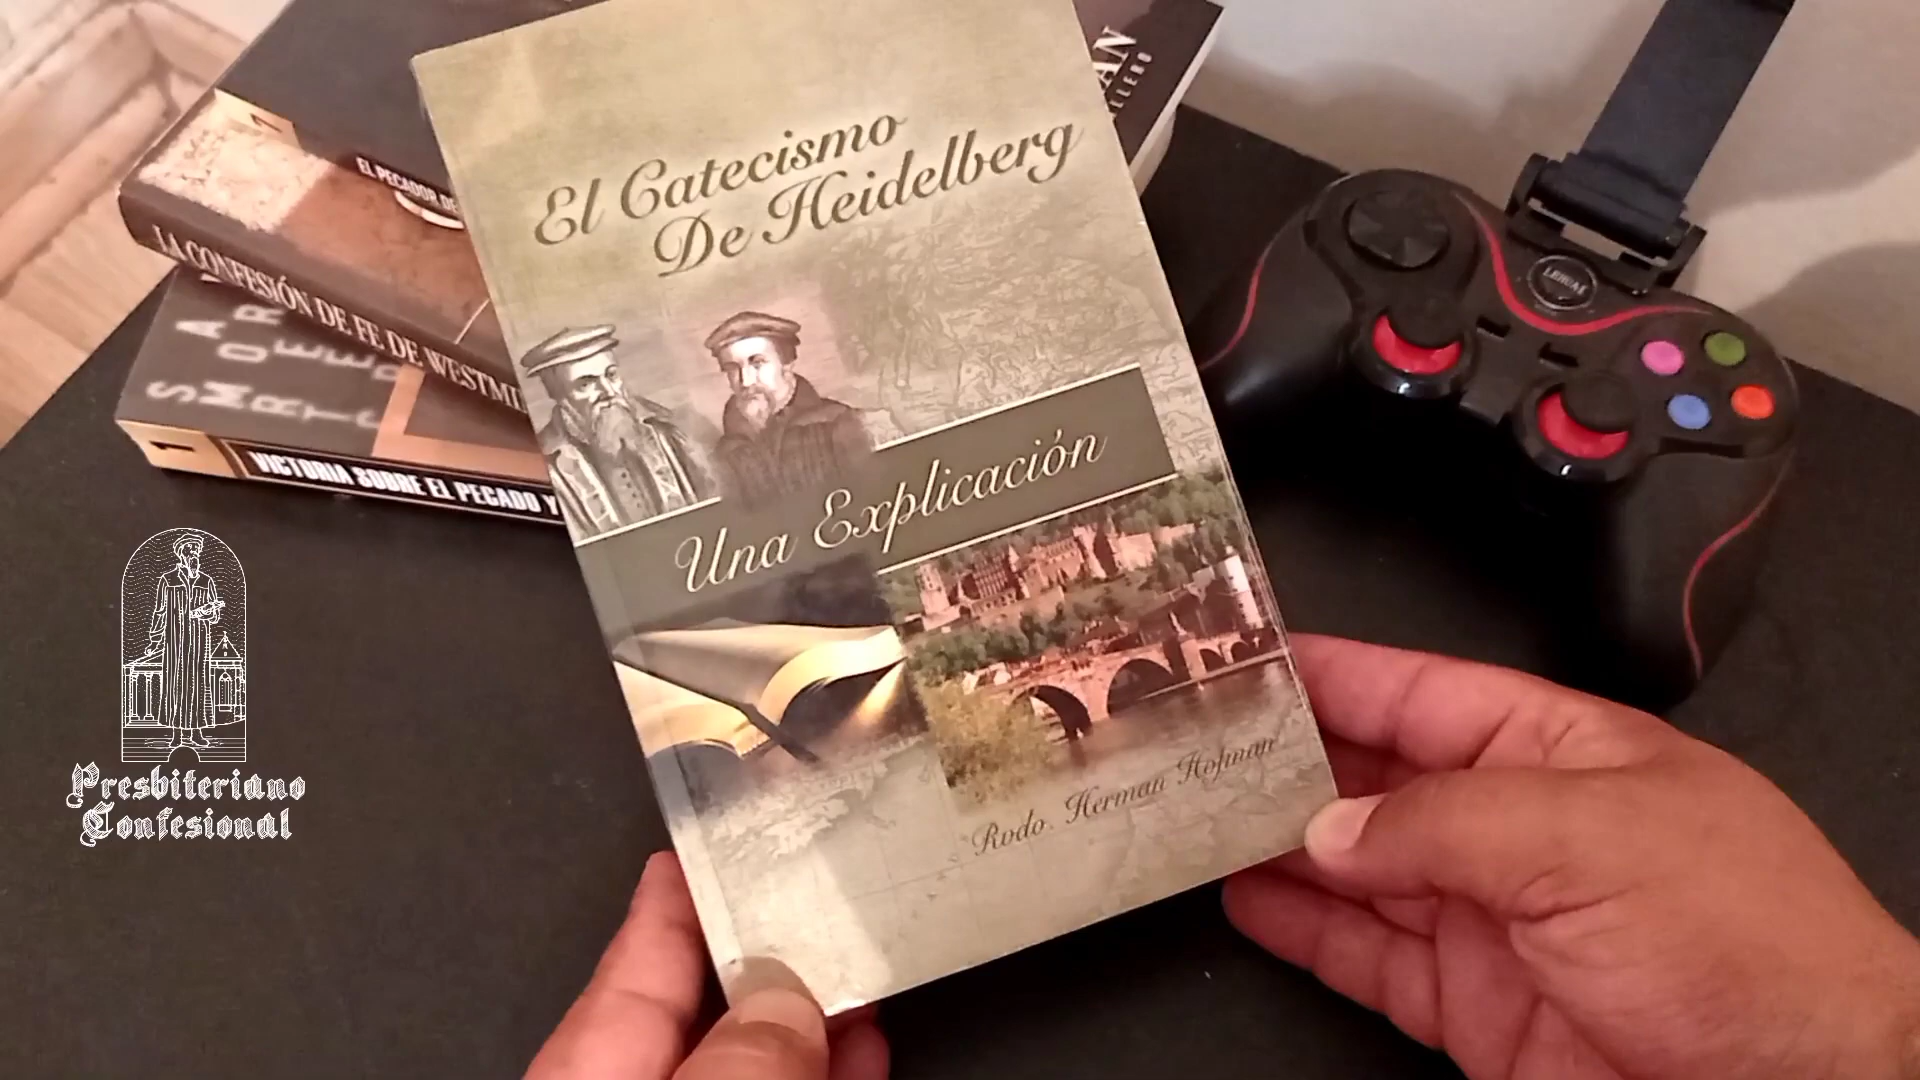 El Catecismo
De Heidelberg
Una Explicación
Rvdo. Herman Hofman
EL PECADOR DE
LA CONFESIÓN DE FE DE WESTMI
VICTORIA SOBRE EL PECADO Y
Presbiteriano
Confesional